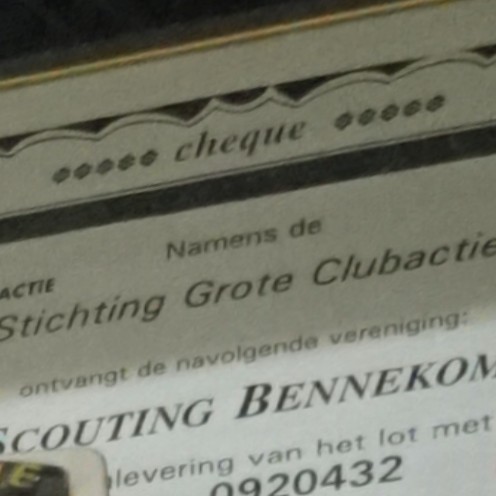 cheque
Namens de
ACTIE
Stichting Grote Clubactie
ontvangt de navolgende vereniging:
SCOUTING BENNEKOM
levering van het lot met
0920432